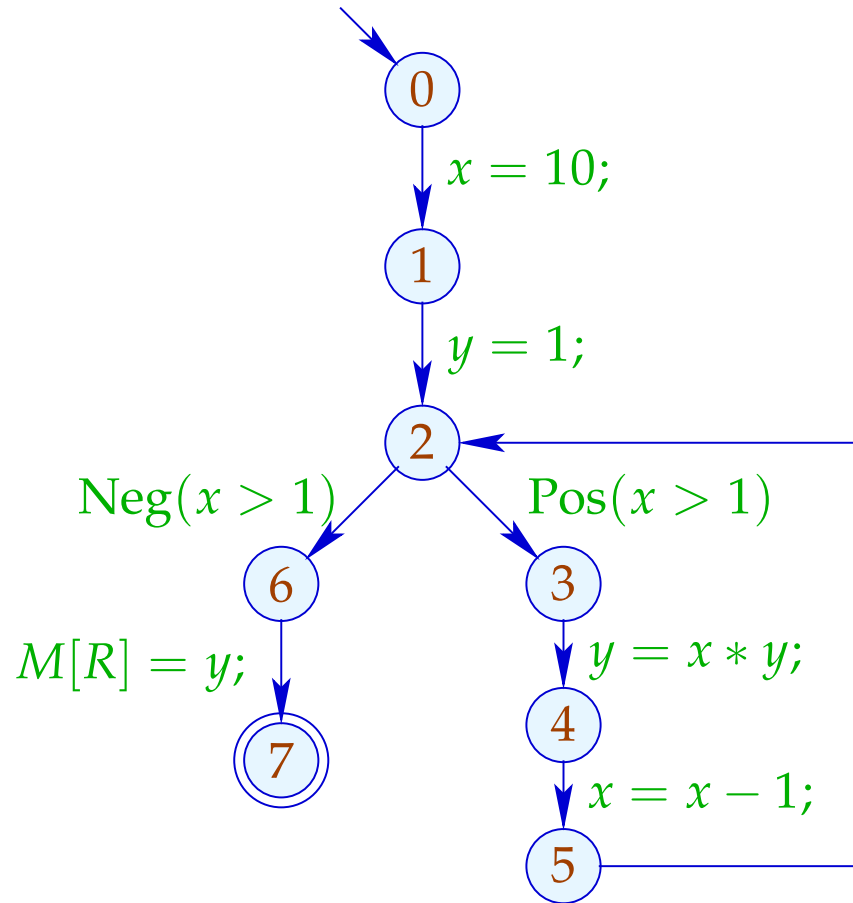 0
x = 10;
1
y = 1;
2
Neg(x > 1)
Pos(x > 1)
6
3
M[R] = y;
y = x ∗ y;
4
7
x = x − 1;
5